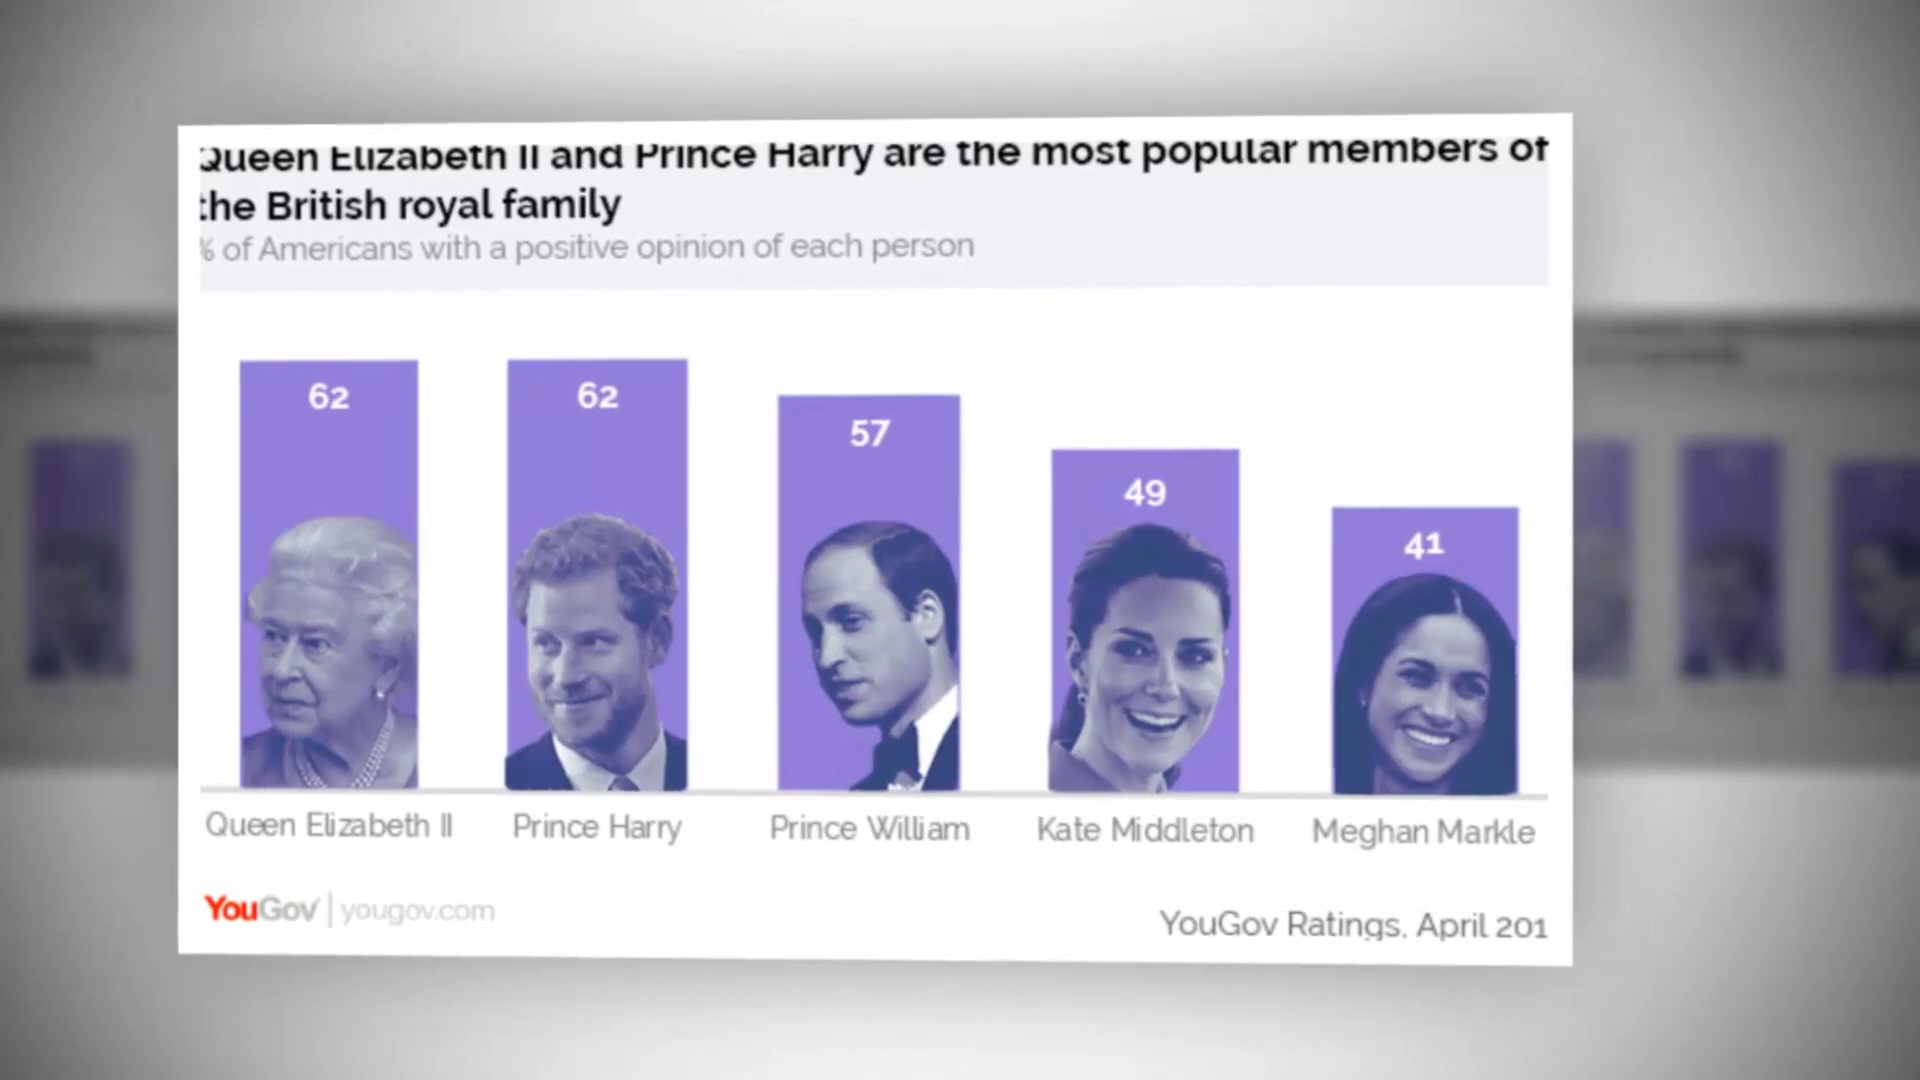 Queen Elizabeth II and Prince Harry are the most popular members of
the British royal family
% of Americans with a positive opinion of each person
62
62
57
49
41
Queen Elizabeth II
Prince Harry
Prince William
Kate Middleton
Meghan Markle
YouGov | yougov.com
YouGov Ratings, April 201